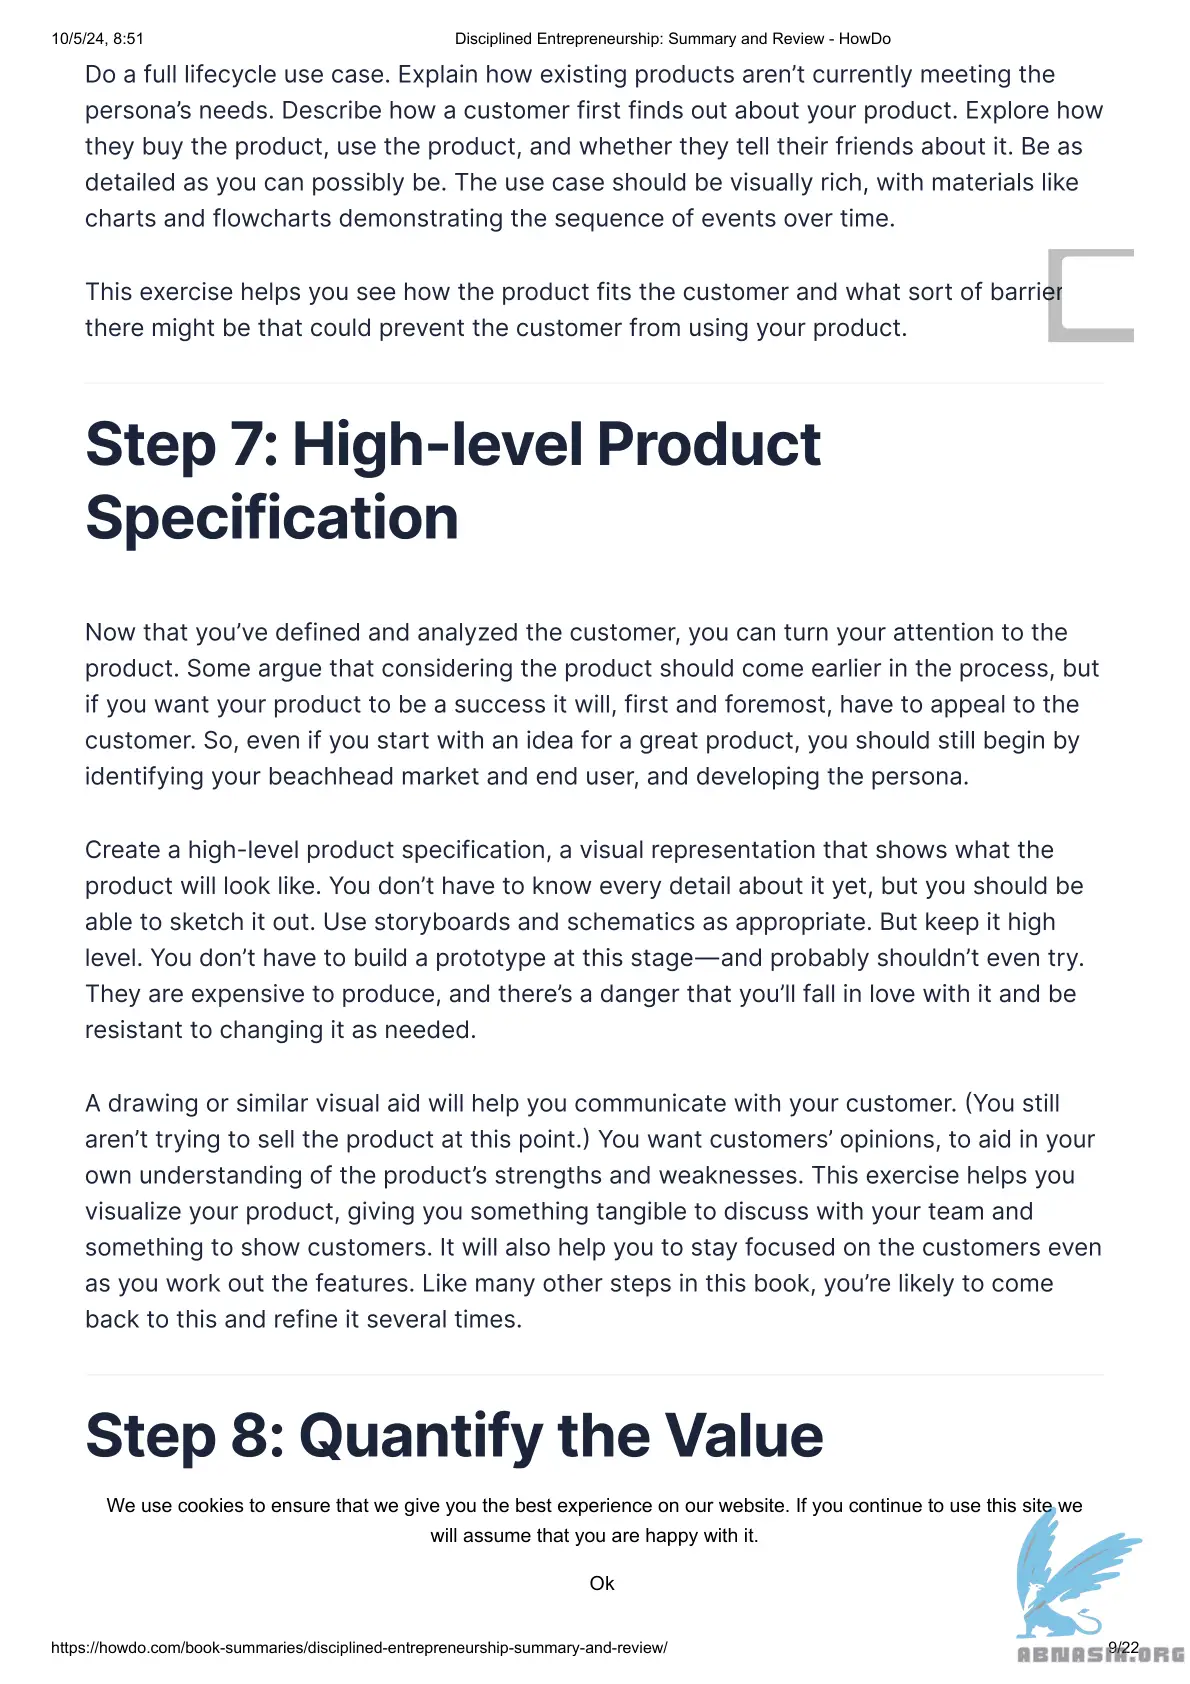 10/5/24, 8:51 Disciplined Entrepreneurship: Summary and Review - HowDo
Do a full lifecycle use case. Explain how existing products aren’t currently meeting the
persona’s needs. Describe how a customer first finds out about your product. Explore how
they buy the product, use the product, and whether they tell their friends about it. Be as
detailed as you can possibly be. The use case should be visually rich, with materials like
charts and flowcharts demonstrating the sequence of events over time.
This exercise helps you see how the product fits the customer and what sort of barrier
there might be that could prevent the customer from using your product.
Step 7: High-level Product
Specification
Now that you’ve defined and analyzed the customer, you can turn your attention to the
product. Some argue that considering the product should come earlier in the process, but
if you want your product to be a success it will, first and foremost, have to appeal to the
customer. So, even if you start with an idea for a great product, you should still begin by
identifying your beachhead market and end user, and developing the persona.
Create a high-level product specification, a visual representation that shows what the
product will look like. You don’t have to know every detail about it yet, but you should be
able to sketch it out. Use storyboards and schematics as appropriate. But keep it high
level. You don’t have to build a prototype at this stage—and probably shouldn’t even try.
They are expensive to produce, and there’s a danger that you’ll fall in love with it and be
resistant to changing it as needed.
A drawing or similar visual aid will help you communicate with your customer. (You still
aren’t trying to sell the product at this point.) You want customers’ opinions, to aid in your
own understanding of the product’s strengths and weaknesses. This exercise helps you
visualize your product, giving you something tangible to discuss with your team and
something to show customers. It will also help you to stay focused on the customers even
as you work out the features. Like many other steps in this book, you’re likely to come
back to this and refine it several times.
Step 8: Quantify the Value
We use cookies to ensure that we give you the best experience on our website. If you continue to use this site we
will assume that you are happy with it.
Ok
https://howdo.com/book-summaries/disciplined-entrepreneurship-summary-and-review/ 9/22
ABNASIA.ORG